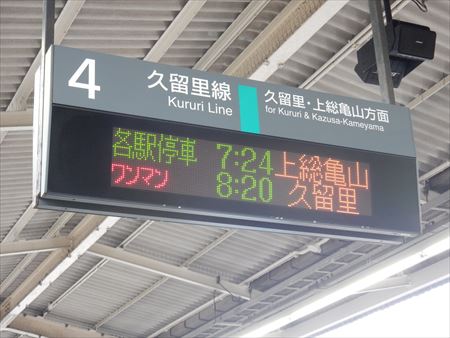 4 久留里線 久留里・上総亀山方面
Kururi Line for Kururi & Kazusa-Kameyama
各駅停車 7:24 上総亀山
ワンマン 8:20 久留里